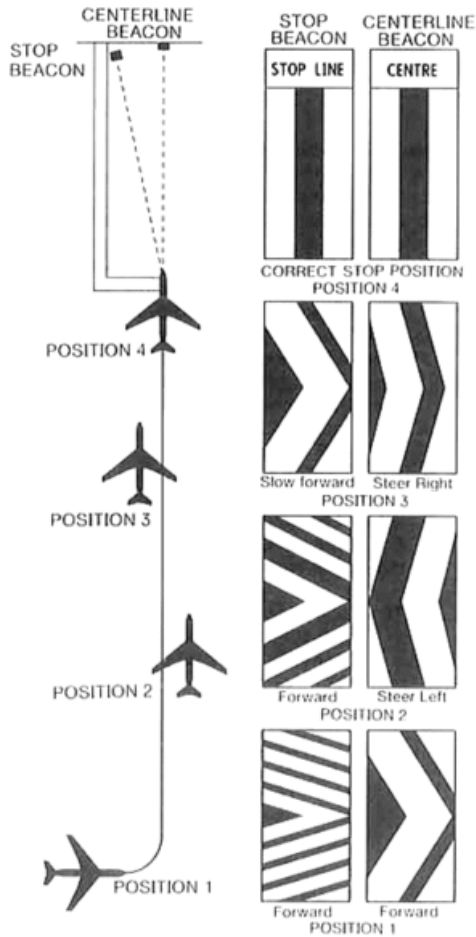 CENTERLINE
BEACON
STOP
BEACON
POSITION 4
POSITION 3
POSITION 2
POSITION 1
STOP
BEACON
CENTERLINE
BEACON
STOP LINE
CENTRE
CORRECT STOP POSITION
POSITION 4
Slow forward
Steer Right
POSITION 3
Forward
Steer Left
POSITION 2
Forward
Forward
POSITION 1